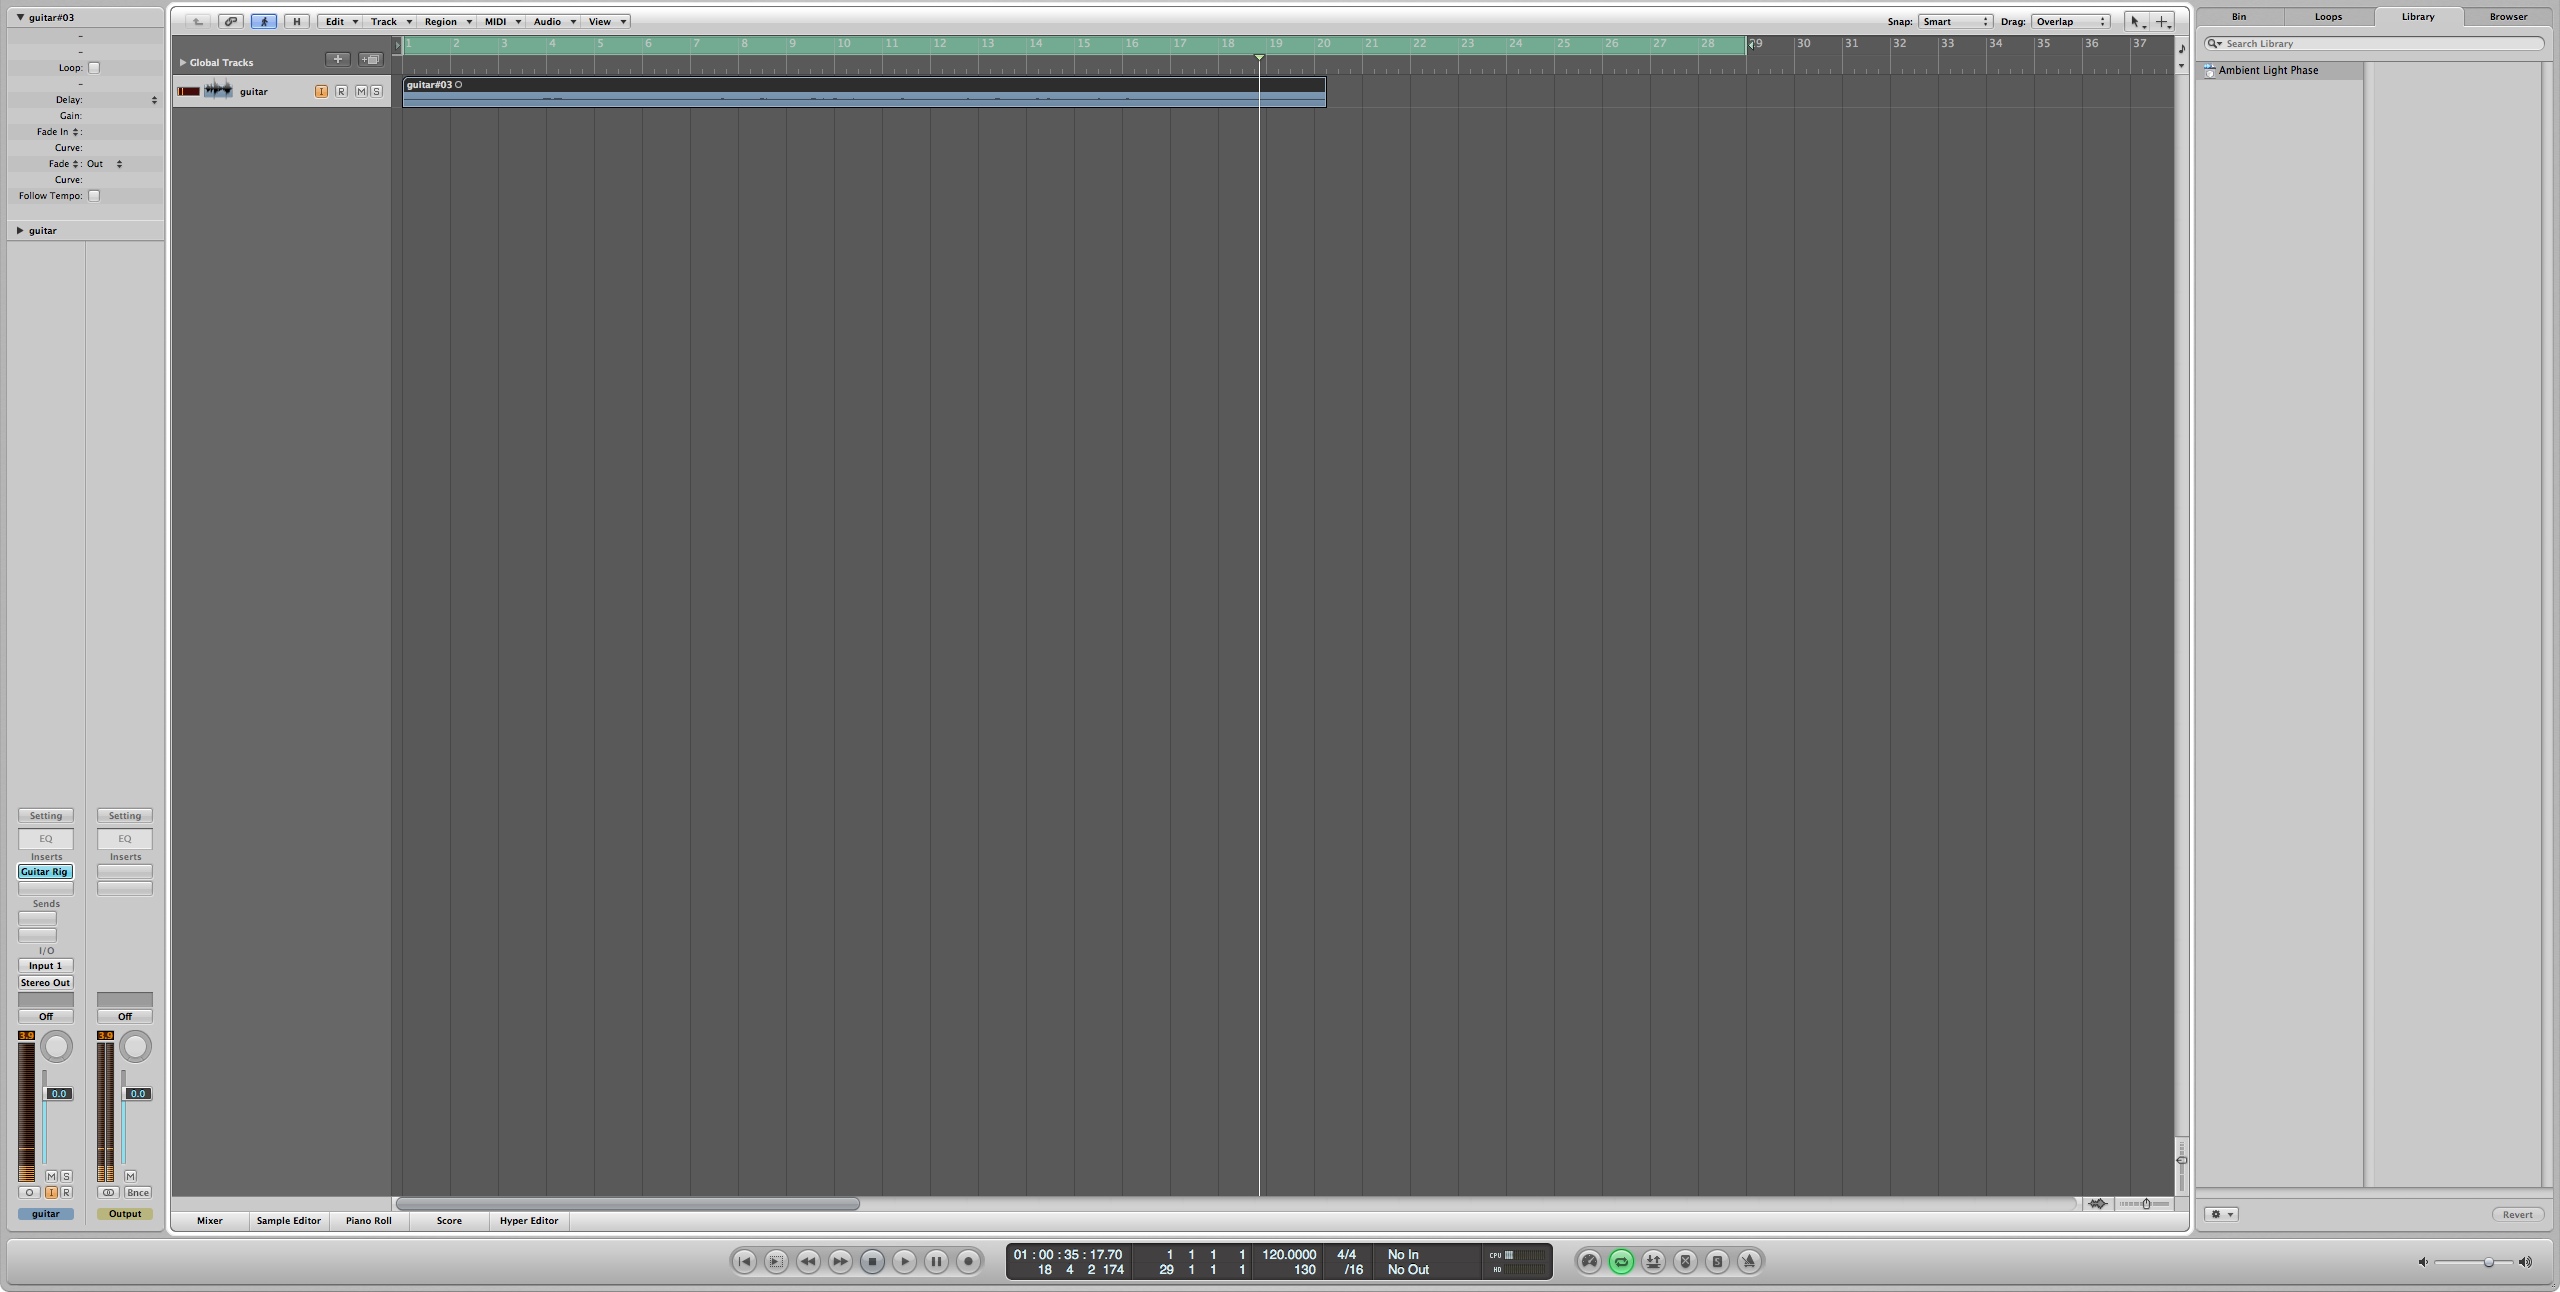 guitar#03
-
-
Loop:
-
Delay:
Gain:
Fade In :
Curve:
Fade : Out
Curve:
Follow Tempo:
guitar
Setting Setting
EQ EQ
Inserts Inserts
Guitar Rig
Sends
I/O
Input 1
Stereo Out
Off Off
3.9 3.9
0.0 0.0
M S M
O I R Bnce
guitar Output
H Edit Track Region MIDI Audio View Snap: Smart Drag: Overlap
1 2 3 4 5 6 7 8 9 10 11 12 13 14 15 16 17 18 19 20 21 22 23 24 25 26 27 28 29 30 31 32 33 34 35 36 37
Global Tracks
guitar I R M S
guitar#03
Mixer Sample Editor Piano Roll Score Hyper Editor
Bin Loops Library Browser
Search Library
Ambient Light Phase
Revert
01 : 00 : 35 : 17.70 1 1 1 1 120.0000 4/4 No In CPU
18 4 2 174 29 1 1 1 130 /16 No Out HD
S